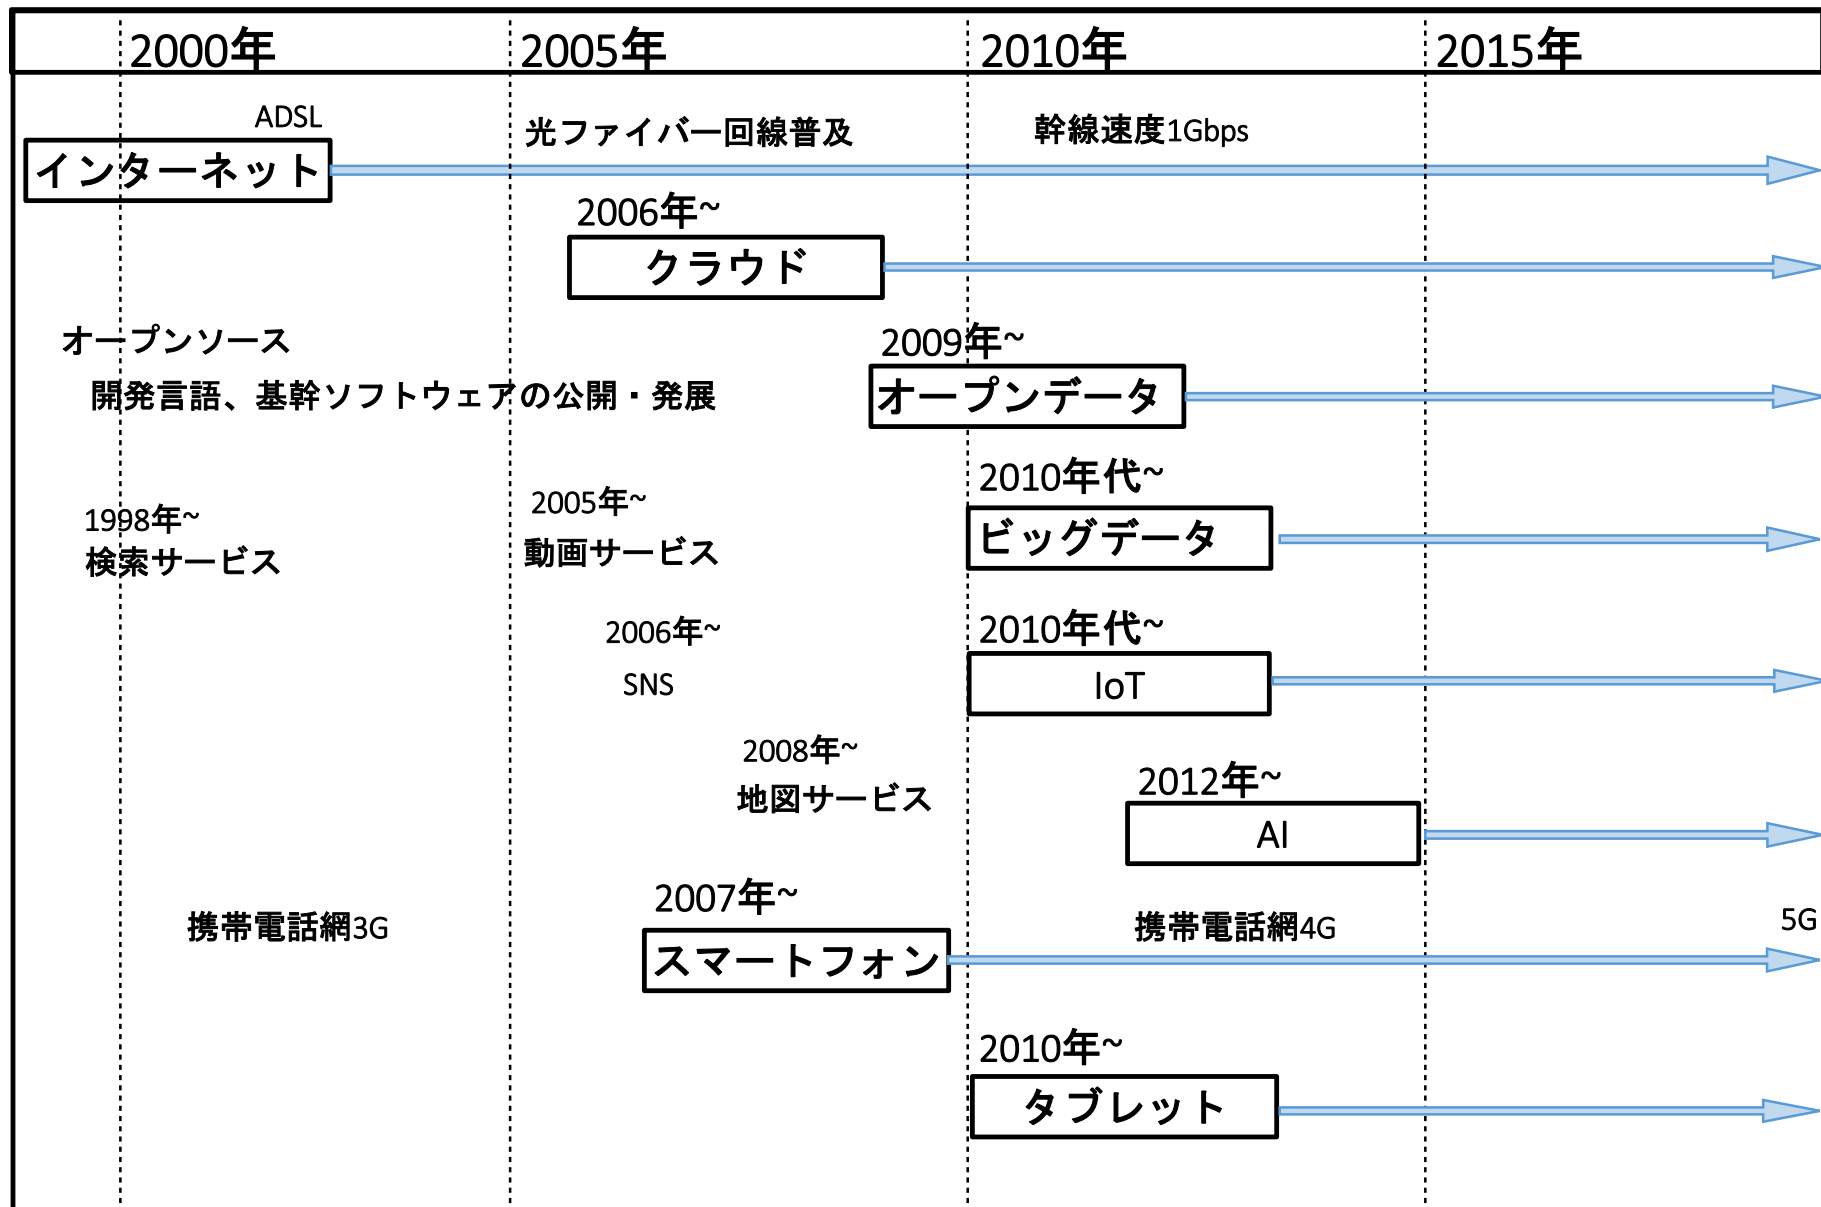 2000年
2005年
2010年
2015年
ADSL
光ファイバー回線普及
幹線速度1Gbps
インターネット
2006年~
クラウド
オープンソース
2009年~
開発言語、基幹ソフトウェアの公開・発展
オープンデータ
2010年代~
1998年~
2005年~
ビッグデータ
検索サービス
動画サービス
2006年~
2010年代~
SNS
IoT
2008年~
2012年~
地図サービス
AI
2007年~
携帯電話網3G
携帯電話網4G
5G
スマートフォン
2010年~
タブレット